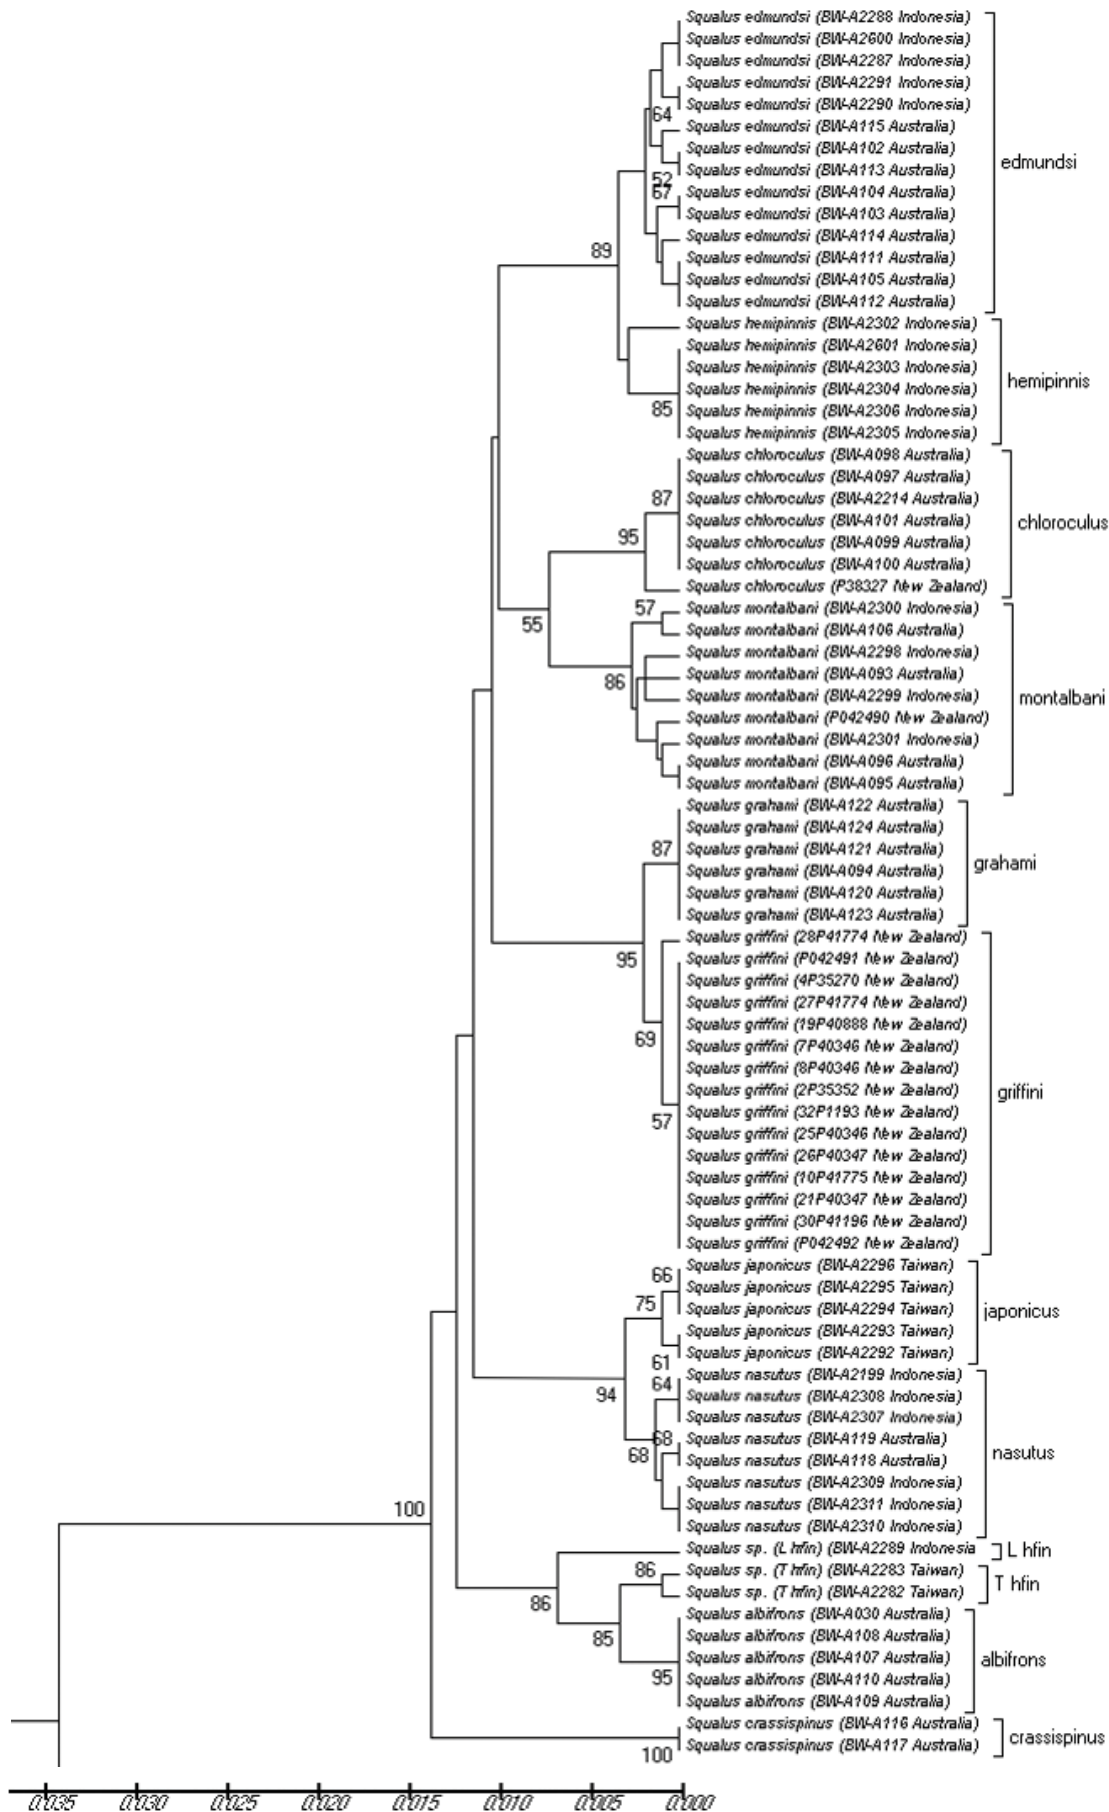 Squalus edmundsi (BW-A2288 Indonesia)
Squalus edmundsi (BW-A2600 Indonesia)
Squalus edmundsi (BW-A2287 Indonesia)
Squalus edmundsi (BW-A2291 Indonesia)
Squalus edmundsi (BW-A2290 Indonesia)
64
Squalus edmundsi (BW-A115 Australia)
Squalus edmundsi (BW-A102 Australia)
edmundsi
Squalus edmundsi (BW-A113 Australia)
52
67
Squalus edmundsi (BW-A104 Australia)
Squalus edmundsi (BW-A103 Australia)
Squalus edmundsi (BW-A114 Australia)
89
Squalus edmundsi (BW-A111 Australia)
Squalus edmundsi (BW-A105 Australia)
Squalus edmundsi (BW-A112 Australia)
Squalus hemipinnis (BW-A2302 Indonesia)
Squalus hemipinnis (BW-A2601 Indonesia)
Squalus hemipinnis (BW-A2303 Indonesia)
hemipinnis
Squalus hemipinnis (BW-A2304 Indonesia)
85
Squalus hemipinnis (BW-A2306 Indonesia)
Squalus hemipinnis (BW-A2305 Indonesia)
Squalus chloroculus (BW-A098 Australia)
Squalus chloroculus (BW-A097 Australia)
87
Squalus chloroculus (BW-A2214 Australia)
Squalus chloroculus (BW-A101 Australia)
chloroculus
95
Squalus chloroculus (BW-A099 Australia)
Squalus chloroculus (BW-A100 Australia)
Squalus chloroculus (P38327 New Zealand)
57
Squalus montalbani (BW-A2300 Indonesia)
55
Squalus montalbani (BW-A106 Australia)
Squalus montalbani (BW-A2298 Indonesia)
Squalus montalbani (BW-A093 Australia)
86
Squalus montalbani (BW-A2299 Indonesia)
montalbani
Squalus montalbani (P042490 New Zealand)
Squalus montalbani (BW-A2301 Indonesia)
Squalus montalbani (BW-A096 Australia)
Squalus montalbani (BW-A095 Australia)
Squalus grahami (BW-A122 Australia)
Squalus grahami (BW-A124 Australia)
87
Squalus grahami (BW-A121 Australia)
grahami
Squalus grahami (BW-A094 Australia)
Squalus grahami (BW-A120 Australia)
Squalus grahami (BW-A123 Australia)
Squalus griffini (28P41774 New Zealand)
95
Squalus griffini (P042491 New Zealand)
Squalus griffini (4P35270 New Zealand)
Squalus griffini (27P41774 New Zealand)
Squalus griffini (19P40888 New Zealand)
69
Squalus griffini (7P40346 New Zealand)
Squalus griffini (8P40346 New Zealand)
Squalus griffini (2P35352 New Zealand)
griffini
Squalus griffini (32P1193 New Zealand)
57
Squalus griffini (25P40346 New Zealand)
Squalus griffini (26P40347 New Zealand)
Squalus griffini (10P41775 New Zealand)
Squalus griffini (21P40347 New Zealand)
Squalus griffini (30P41196 New Zealand)
Squalus griffini (P042492 New Zealand)
Squalus japonicus (BW-A2296 Taiwan)
66
Squalus japonicus (BW-A2295 Taiwan)
75
Squalus japonicus (BW-A2294 Taiwan)
japonicus
Squalus japonicus (BW-A2293 Taiwan)
Squalus japonicus (BW-A2292 Taiwan)
61
Squalus nasutus (BW-A2199 Indonesia)
64
94
Squalus nasutus (BW-A2308 Indonesia)
Squalus nasutus (BW-A2307 Indonesia)
68
Squalus nasutus (BW-A119 Australia)
68
Squalus nasutus (BW-A118 Australia)
nasutus
Squalus nasutus (BW-A2309 Indonesia)
100
Squalus nasutus (BW-A2311 Indonesia)
Squalus nasutus (BW-A2310 Indonesia)
Squalus sp. (L hfin) (BW-A2289 Indonesia
L hfin
86
Squalus sp. (T hfin) (BW-A2283 Taiwan)
T hfin
Squalus sp. (T hfin) (BW-A2282 Taiwan)
86
Squalus albifrons (BW-A030 Australia)
85
Squalus albifrons (BW-A108 Australia)
Squalus albifrons (BW-A107 Australia)
albifrons
95
Squalus albifrons (BW-A110 Australia)
Squalus albifrons (BW-A109 Australia)
Squalus crassispinus (BW-A116 Australia)
crassispinus
Squalus crassispinus (BW-A117 Australia)
100
0.035 0.030 0.025 0.020 0.015 0.010 0.005 0.000